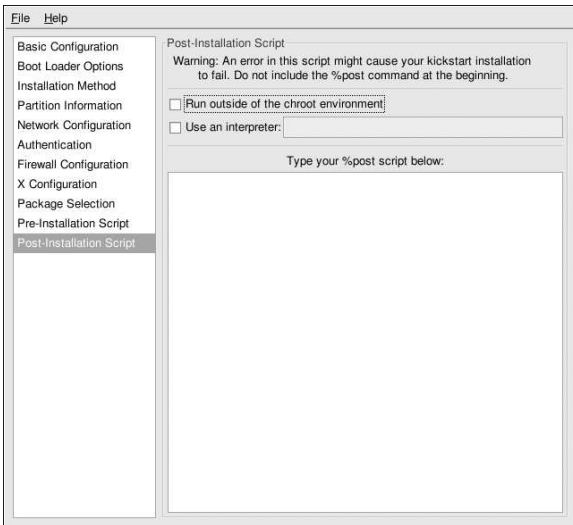 File Help
Basic Configuration
Boot Loader Options
Installation Method
Partition Information
Network Configuration
Authentication
Firewall Configuration
X Configuration
Package Selection
Pre-Installation Script
Post-Installation Script
Post-Installation Script
Warning: An error in this script might cause your kickstart installation
to fail. Do not include the %post command at the beginning.
Run outside of the chroot environment
Use an interpreter:
Type your %post script below: